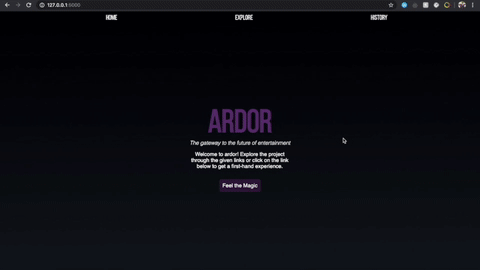 127.0.0.1:5000
HOME EXPLORE HISTORY
ARDOR
The gateway to the future of entertainment
Welcome to ardor! Explore the project
through the given links or click on the link
below to get a first-hand experience.
Feel the Magic